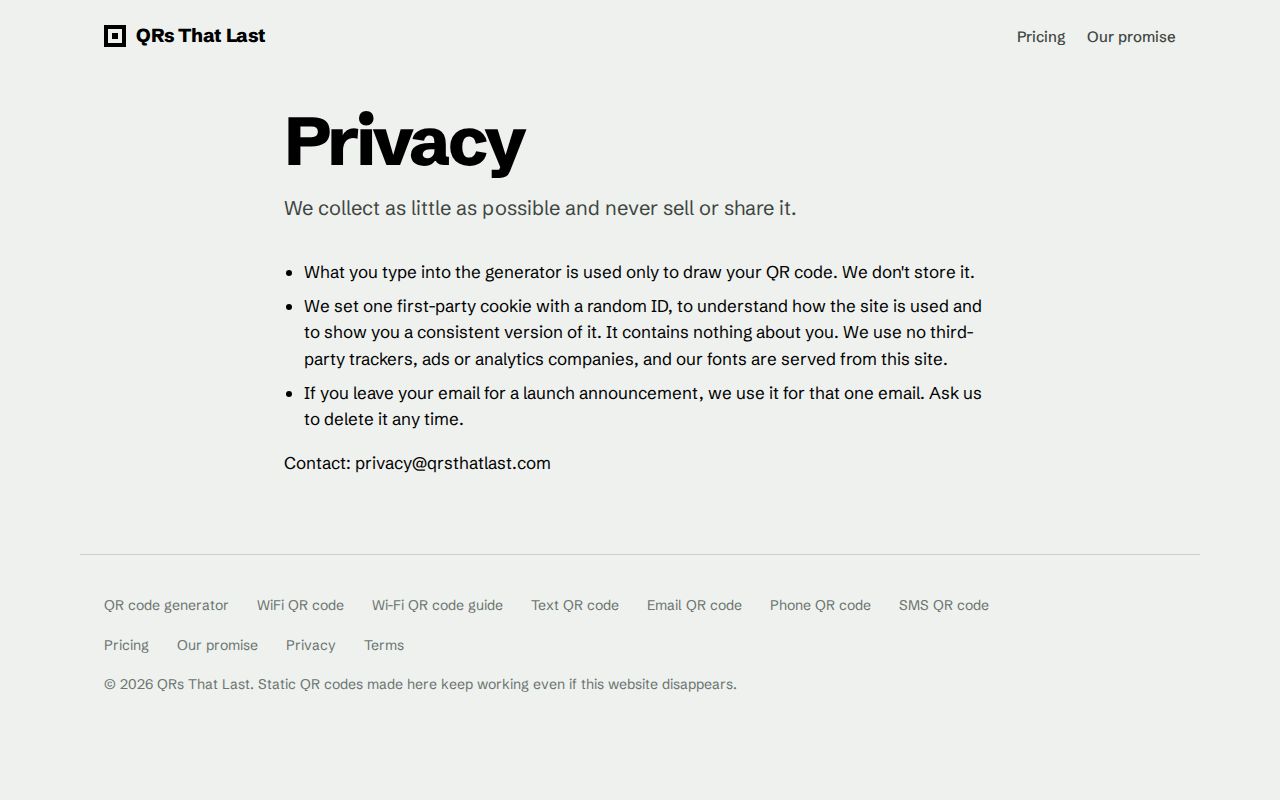 QRs That Last
Pricing
Our promise
Privacy
We collect as little as possible and never sell or share it.
What you type into the generator is used only to draw your QR code. We don't store it.
We set one first-party cookie with a random ID, to understand how the site is used and
to show you a consistent version of it. It contains nothing about you. We use no third-
party trackers, ads or analytics companies, and our fonts are served from this site.
If you leave your email for a launch announcement, we use it for that one email. Ask us
to delete it any time.
Contact: privacy@qrsthatlast.com
QR code generator WiFi QR code Wi-Fi QR code guide Text QR code Email QR code Phone QR code SMS QR code
Pricing Our promise Privacy Terms
© 2026 QRs That Last. Static QR codes made here keep working even if this website disappears.